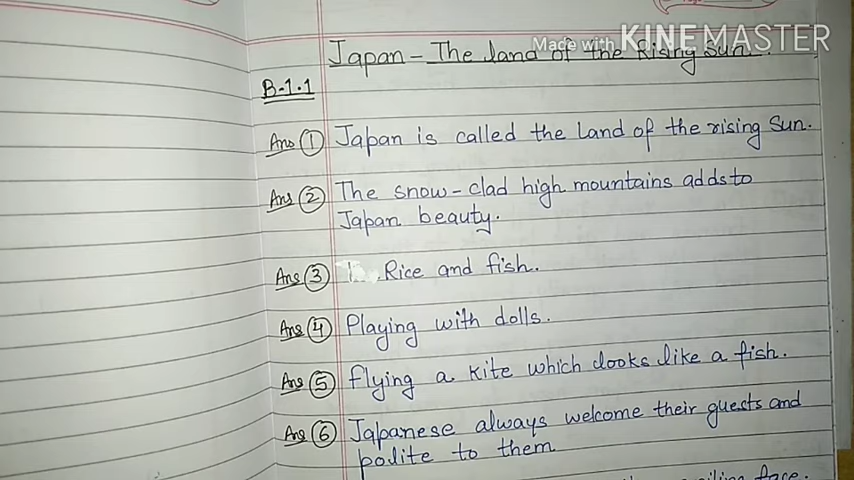 Made with KINEMASTER
Japan - The land of the Rising Sun.
B-1.1
Ans 1 Japan is called the land of the rising Sun.
Ans 2 The snow-clad high mountains adds to
Japan beauty.
Ans 3 Rice and fish.
Ans 4 Playing with dolls.
Ans 5 flying a kite which looks like a fish.
Ans 6 Japanese always welcome their guests and
polite to them
face.